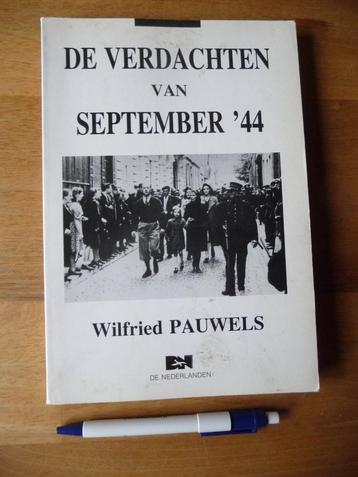 DE VERDACHTEN
VAN
SEPTEMBER '44
Wilfried PAUWELS
DE NEDERLANDEN